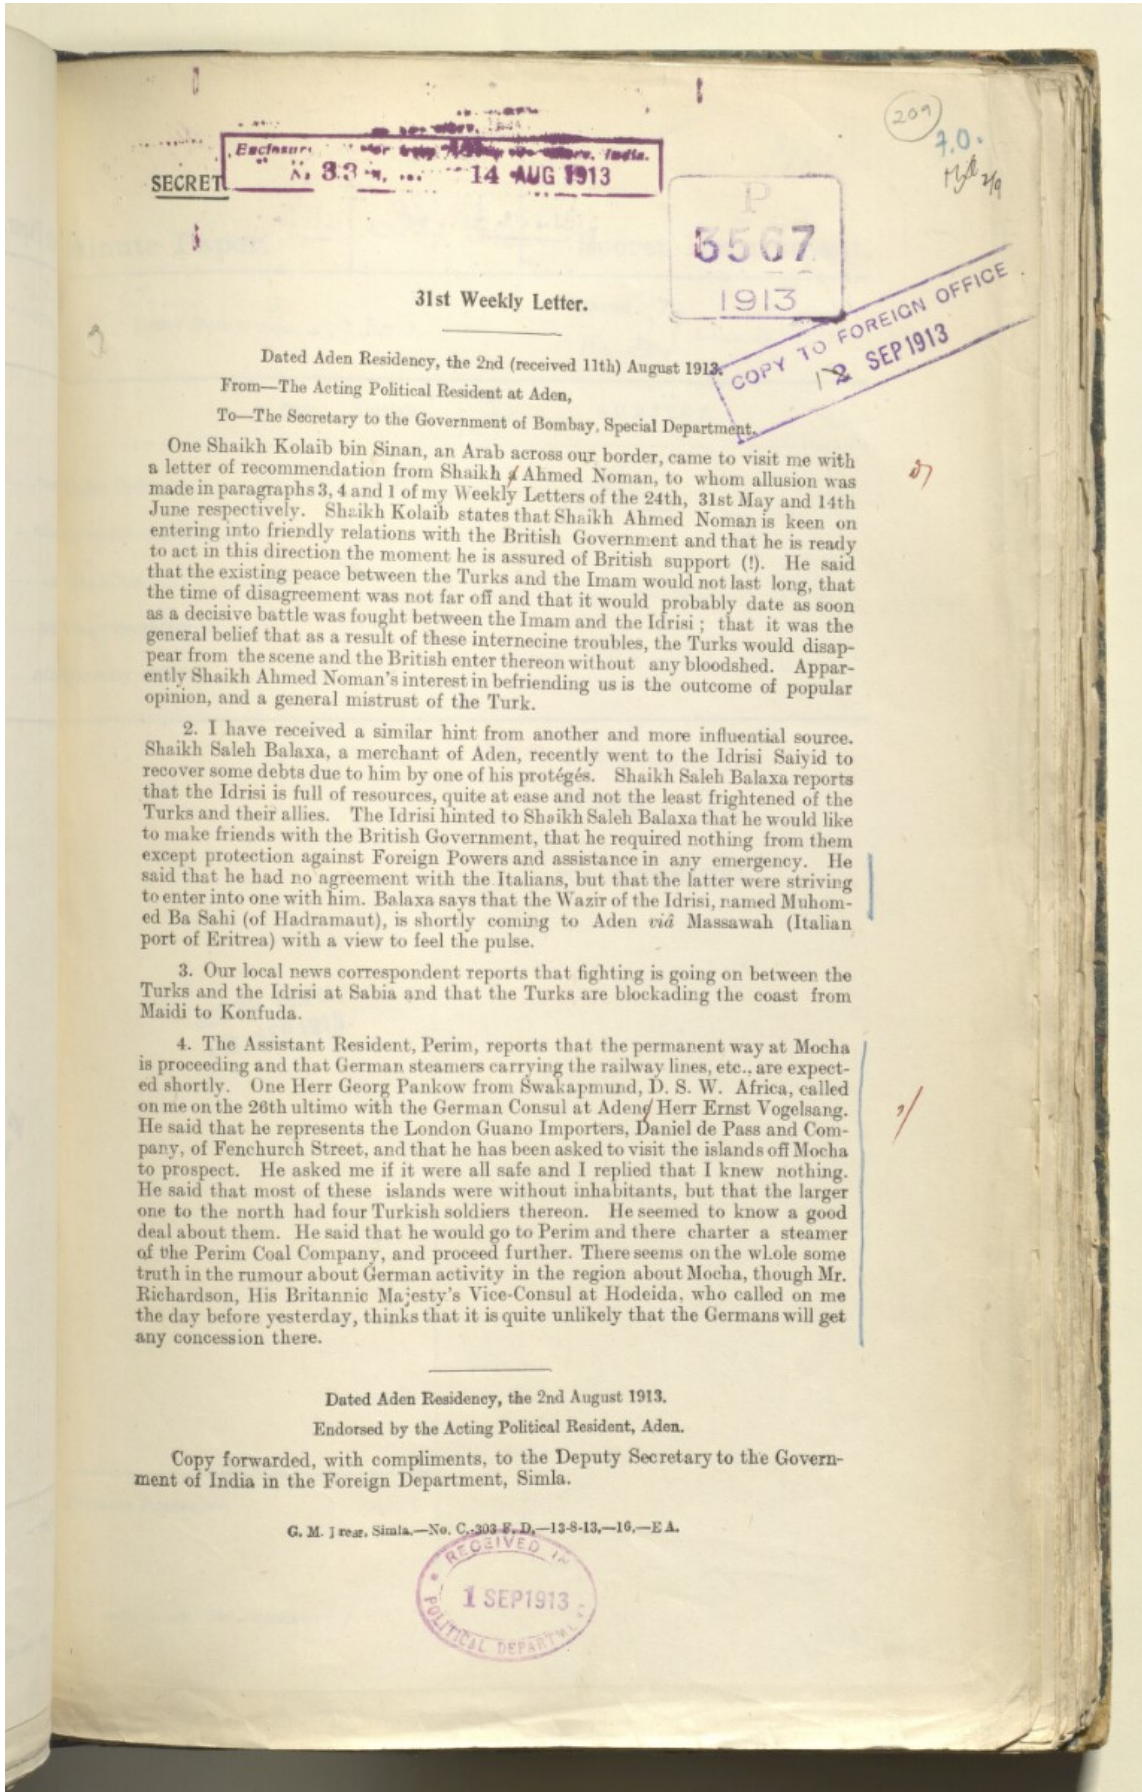 209
7.0.
SECRET
India.
14 AUG 1913
P
3567
1913
COPY TO FOREIGN OFFICE
12 SEP 1913
31st Weekly Letter.
Dated Aden Residency, the 2nd (received 11th) August 1913.
From—The Acting Political Resident at Aden,
To—The Secretary to the Government of Bombay, Special Department.
One Shaikh Kolaib bin Sinan, an Arab across our border, came to visit me with
a letter of recommendation from Shaikh Ahmed Noman, to whom allusion was
made in paragraphs 3, 4 and 1 of my Weekly Letters of the 24th, 31st May and 14th
June respectively. Shaikh Kolaib states that Shaikh Ahmed Noman is keen on
entering into friendly relations with the British Government and that he is ready
to act in this direction the moment he is assured of British support (!). He said
that the existing peace between the Turks and the Imam would not last long, that
the time of disagreement was not far off and that it would probably date as soon
as a decisive battle was fought between the Imam and the Idrisi; that it was the
general belief that as a result of these internecine troubles, the Turks would disap-
pear from the scene and the British enter thereon without any bloodshed. Appar-
ently Shaikh Ahmed Noman's interest in befriending us is the outcome of popular
opinion, and a general mistrust of the Turk.
2. I have received a similar hint from another and more influential source.
Shaikh Saleh Balaxa, a merchant of Aden, recently went to the Idrisi Saiyid to
recover some debts due to him by one of his protégés. Shaikh Saleh Balaxa reports
that the Idrisi is full of resources, quite at ease and not the least frightened of the
Turks and their allies. The Idrisi hinted to Shaikh Saleh Balaxa that he would like
to make friends with the British Government, that he required nothing from them
except protection against Foreign Powers and assistance in any emergency. He
said that he had no agreement with the Italians, but that the latter were striving
to enter into one with him. Balaxa says that the Wazir of the Idrisi, named Muhom-
ed Ba Sahi (of Hadramaut), is shortly coming to Aden viâ Massawah (Italian
port of Eritrea) with a view to feel the pulse.
3. Our local news correspondent reports that fighting is going on between the
Turks and the Idrisi at Sabia and that the Turks are blockading the coast from
Maidi to Konfuda.
4. The Assistant Resident, Perim, reports that the permanent way at Mocha
is proceeding and that German steamers carrying the railway lines, etc., are expect-
ed shortly. One Herr Georg Pankow from Swakapmund, D. S. W. Africa, called
on me on the 26th ultimo with the German Consul at Aden Herr Ernst Vogelsang.
He said that he represents the London Guano Importers, Daniel de Pass and Com-
pany, of Fenchurch Street, and that he has been asked to visit the islands off Mocha
to prospect. He asked me if it were all safe and I replied that I knew nothing.
He said that most of these islands were without inhabitants, but that the larger
one to the north had four Turkish soldiers thereon. He seemed to know a good
deal about them. He said that he would go to Perim and there charter a steamer
of the Perim Coal Company, and proceed further. There seems on the whole some
truth in the rumour about German activity in the region about Mocha, though Mr.
Richardson, His Britannic Majesty's Vice-Consul at Hodeida, who called on me
the day before yesterday, thinks that it is quite unlikely that the Germans will get
any concession there.
Dated Aden Residency, the 2nd August 1913.
Endorsed by the Acting Political Resident, Aden.
Copy forwarded, with compliments, to the Deputy Secretary to the Govern-
ment of India in the Foreign Department, Simla.
G. M. Press, Simla.—No. C.-303 F. D.—13-8-13.—16.—E A.
RECEIVED IN
1 SEP 1913
POLITICAL DEPARTMENT